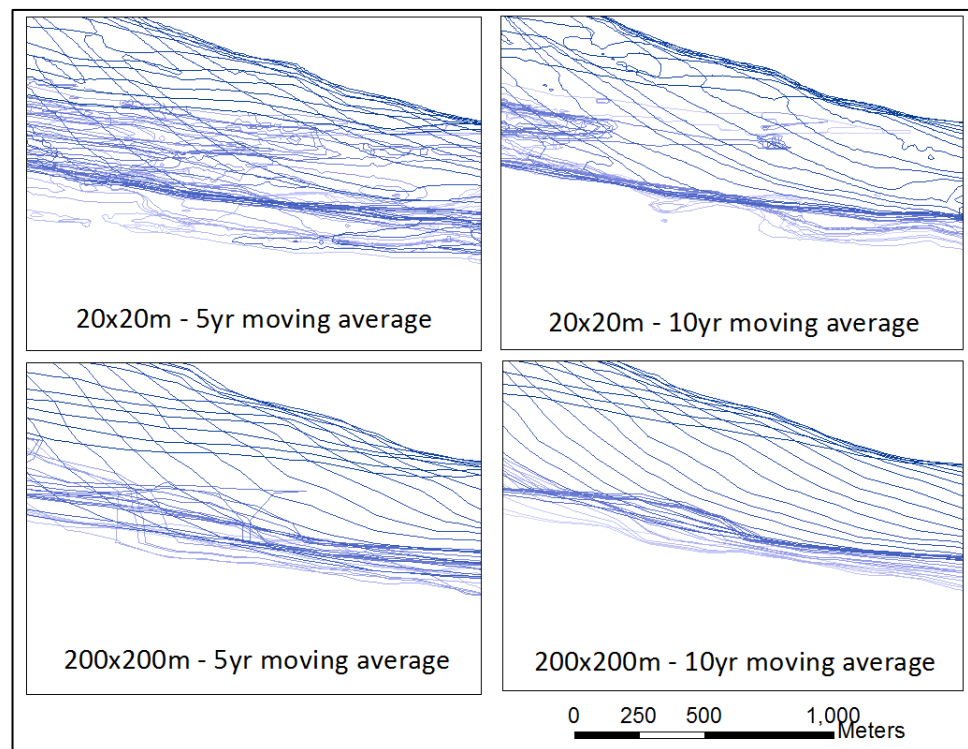 20x20m - 5yr moving average
20x20m - 10yr moving average
200x200m - 5yr moving average
200x200m - 10yr moving average
0 250 500 1,000
Meters